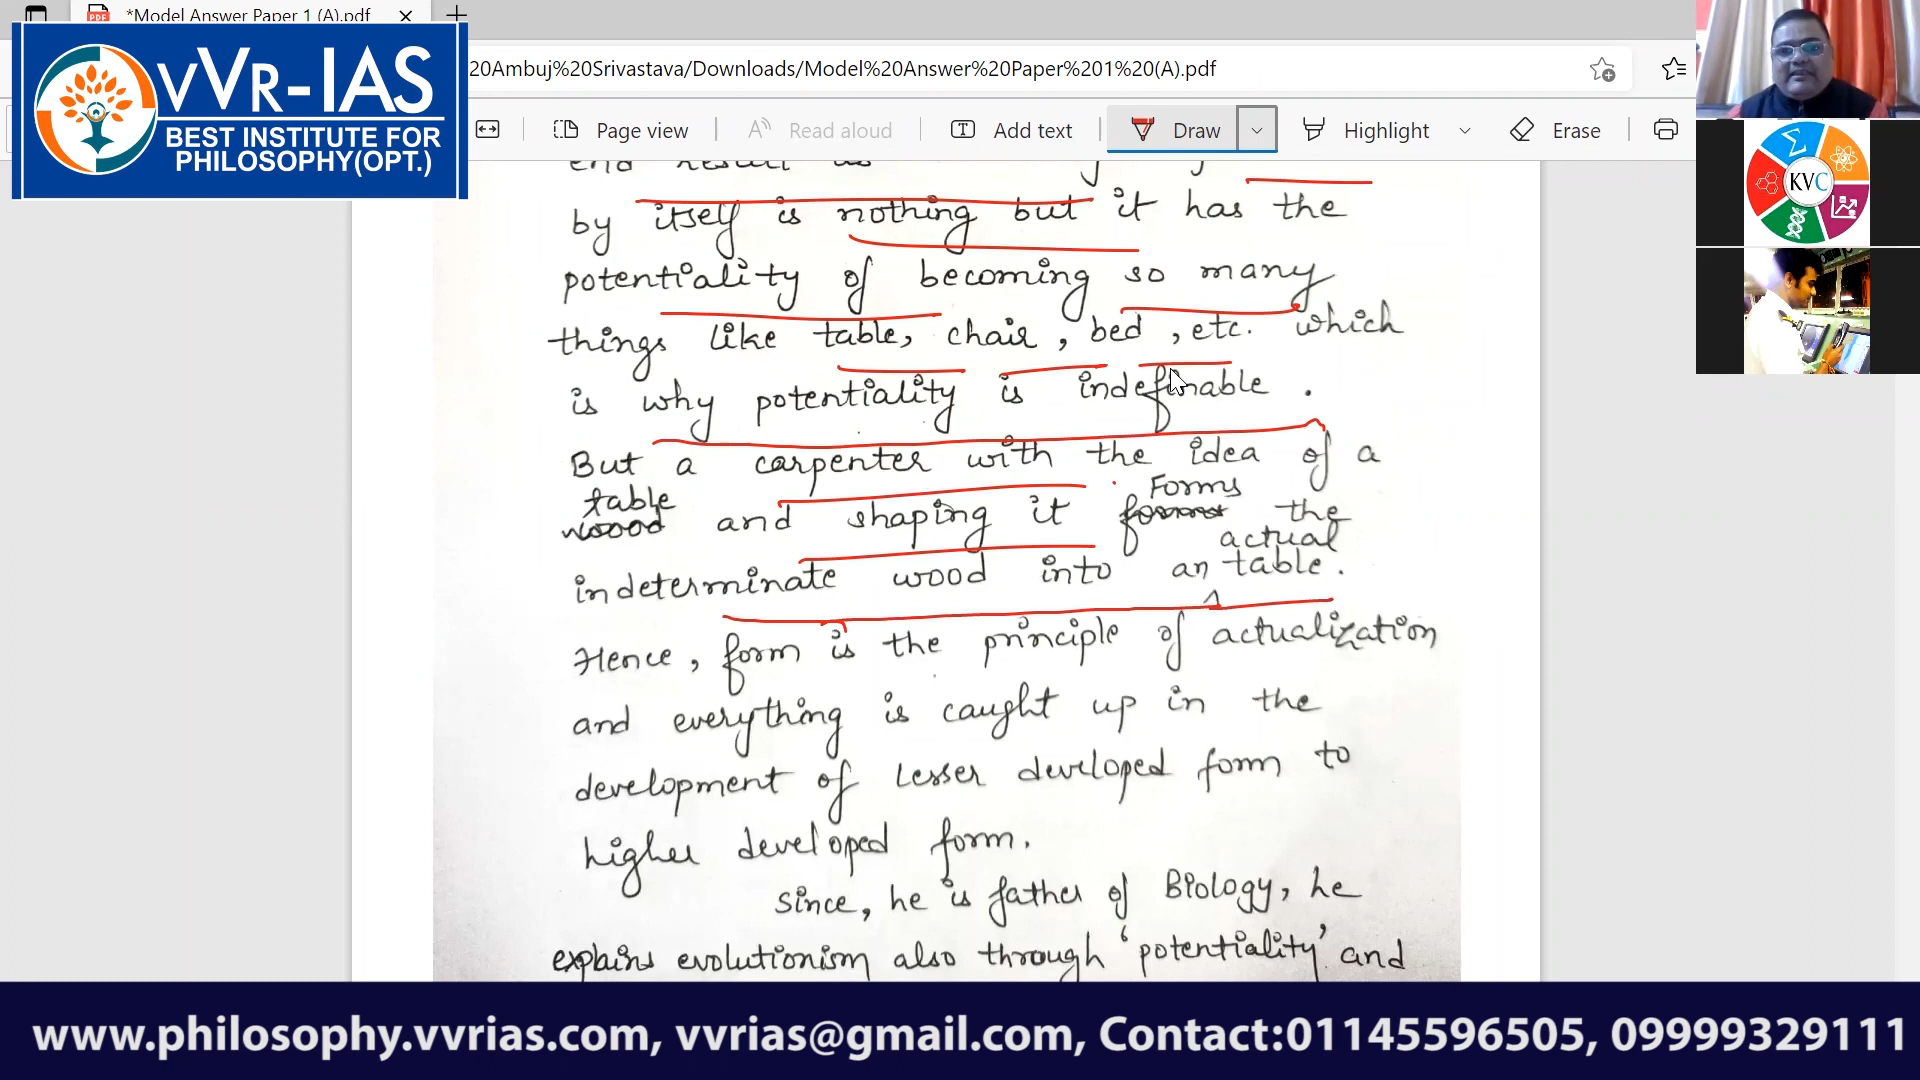 *Model Answer Paper 1 (A).pdf
vVR-IAS
BEST INSTITUTE FOR
PHILOSOPHY(OPT.)
20Ambuj%20Srivastava/Downloads/Model%20Answer%20Paper%201%20(A).pdf
Page view
Read aloud
Add text
Draw
Highlight
Erase
KVC
end result
by itself is nothing but it has the
potentiality of becoming so many
things like table, chair, bed, etc. which
is why potentiality is indefinable.
But a carpenter with the idea of a
table
wood and shaping it forms the
Forms
actual
indeterminate wood into an table.
Hence, form is the principle of actualization
and everything is caught up in the
development of lesser developed form to
higher developed form.
Since, he is father of Biology, he
explains evolutionism also through 'potentiality' and
www.philosophy.vvrias.com, vvrias@gmail.com, Contact:01145596505, 09999329111